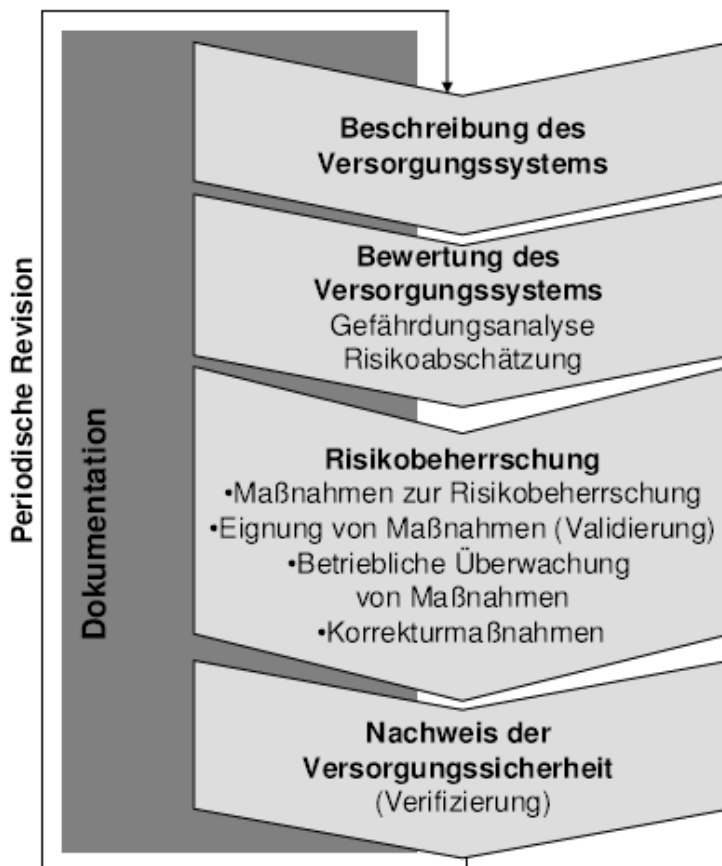 Beschreibung des
Versorgungssystems
Bewertung des
Versorgungssystems
Gefährdungsanalyse
Risikoabschätzung
Risikobeherrschung
•Maßnahmen zur Risikobeherrschung
•Eignung von Maßnahmen (Validierung)
•Betriebliche Überwachung
von Maßnahmen
•Korrekturmaßnahmen
Nachweis der
Versorgungssicherheit
(Verifizierung)
Dokumentation
Periodische Revision